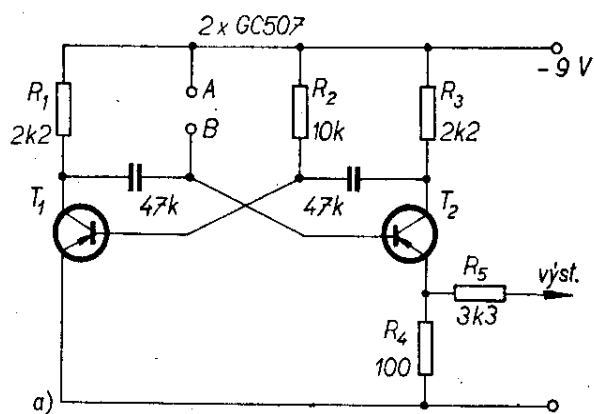 2 x GC507
- 9 V
R1
2k2
A
B
R2
10k
R3
2k2
T1
47k
47k
T2
R5
3k3
výst.
R4
100
a)